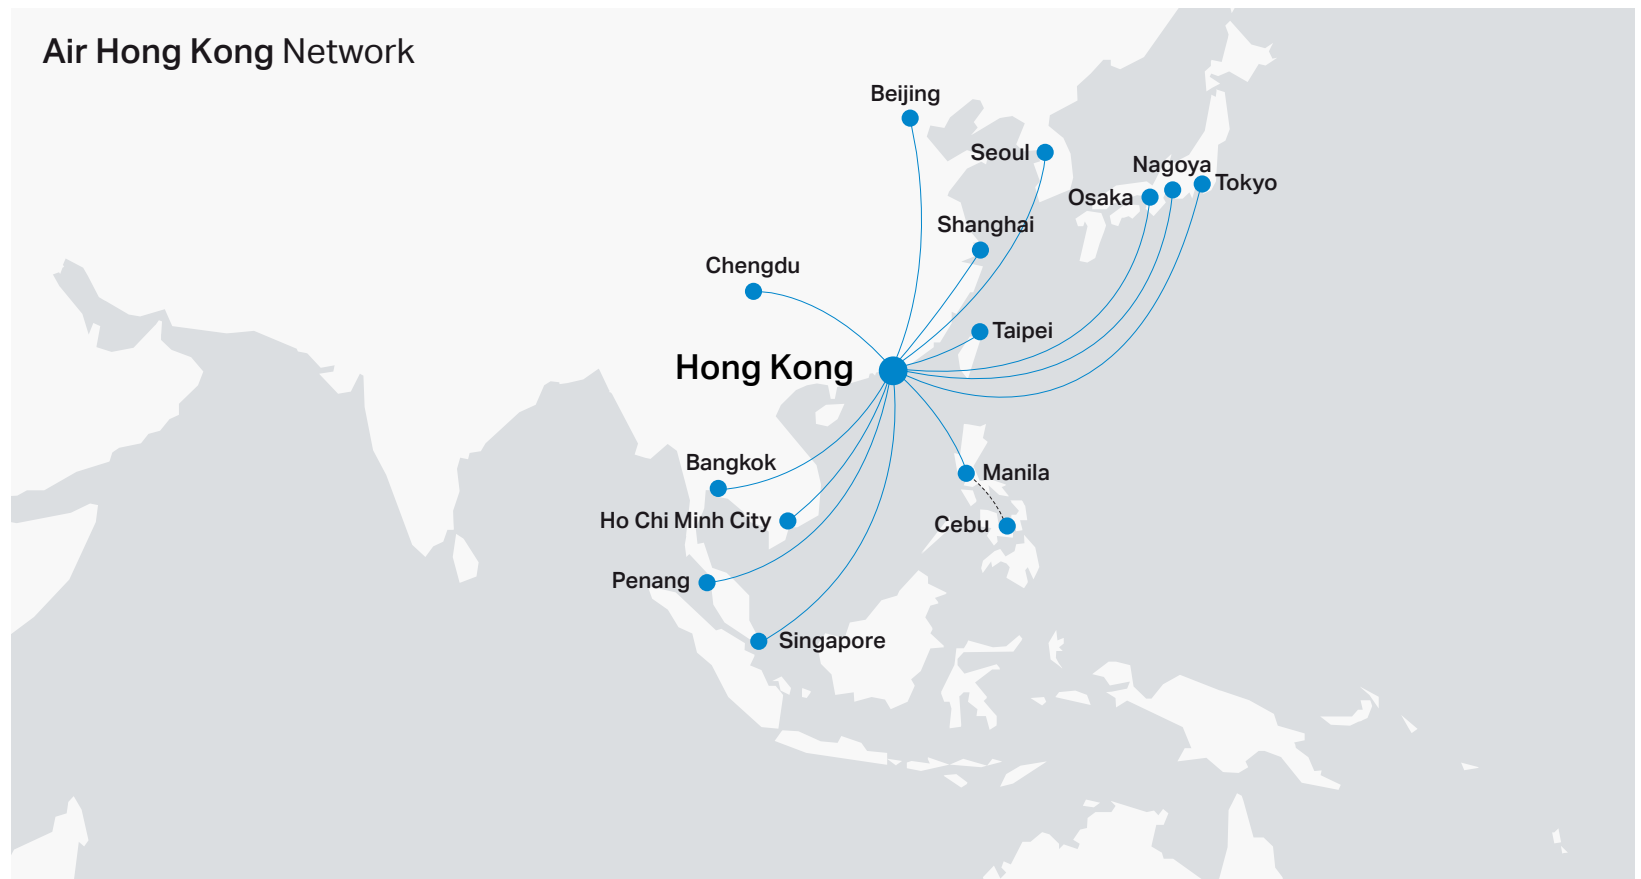 Air Hong Kong Network
Beijing
Seoul
Nagoya
Tokyo
Osaka
Shanghai
Chengdu
Taipei
Hong Kong
Bangkok
Manila
Ho Chi Minh City
Cebu
Penang
Singapore